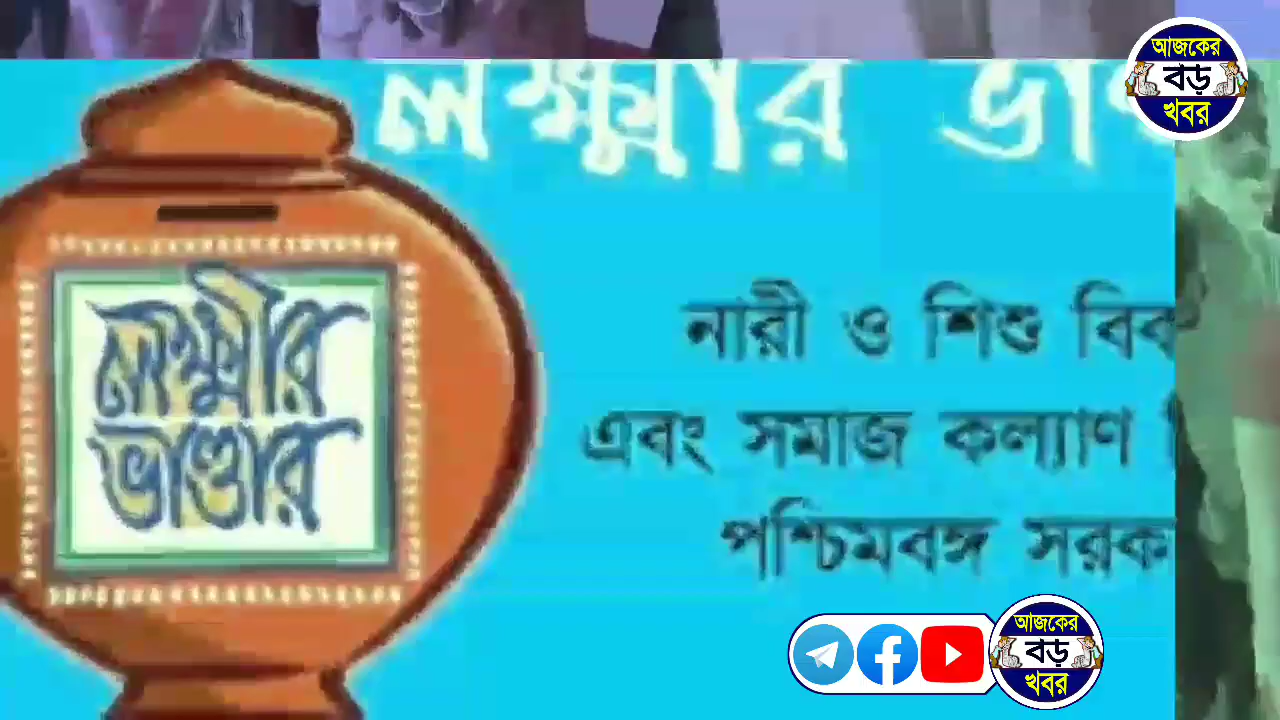 আজকের
বড়
খবর
লক্ষ্মীর
লক্ষ্মীর
ভাণ্ডার
নারী ও শিশু
এবং সমাজ কল্যাণ
পশ্চিমবঙ্গ
আজকের
বড়
খবর